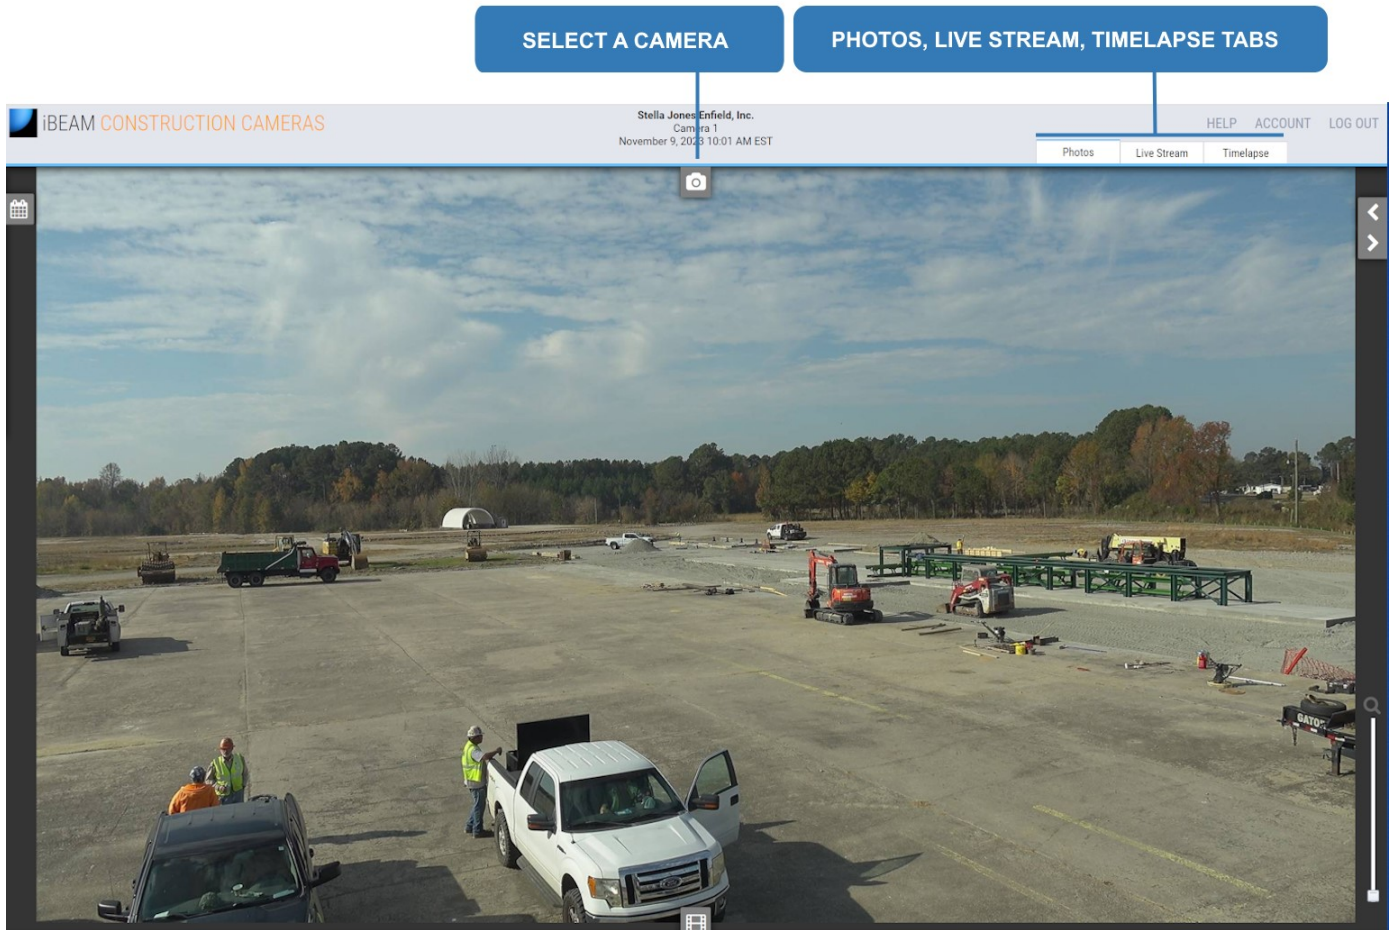 SELECT A CAMERA
PHOTOS, LIVE STREAM, TIMELAPSE TABS
iBEAM CONSTRUCTION CAMERAS
Stella Jones Enfield, Inc.
Camera 1
November 9, 2023 10:01 AM EST
HELP ACCOUNT LOG OUT
Photos Live Stream Timelapse
GATOR